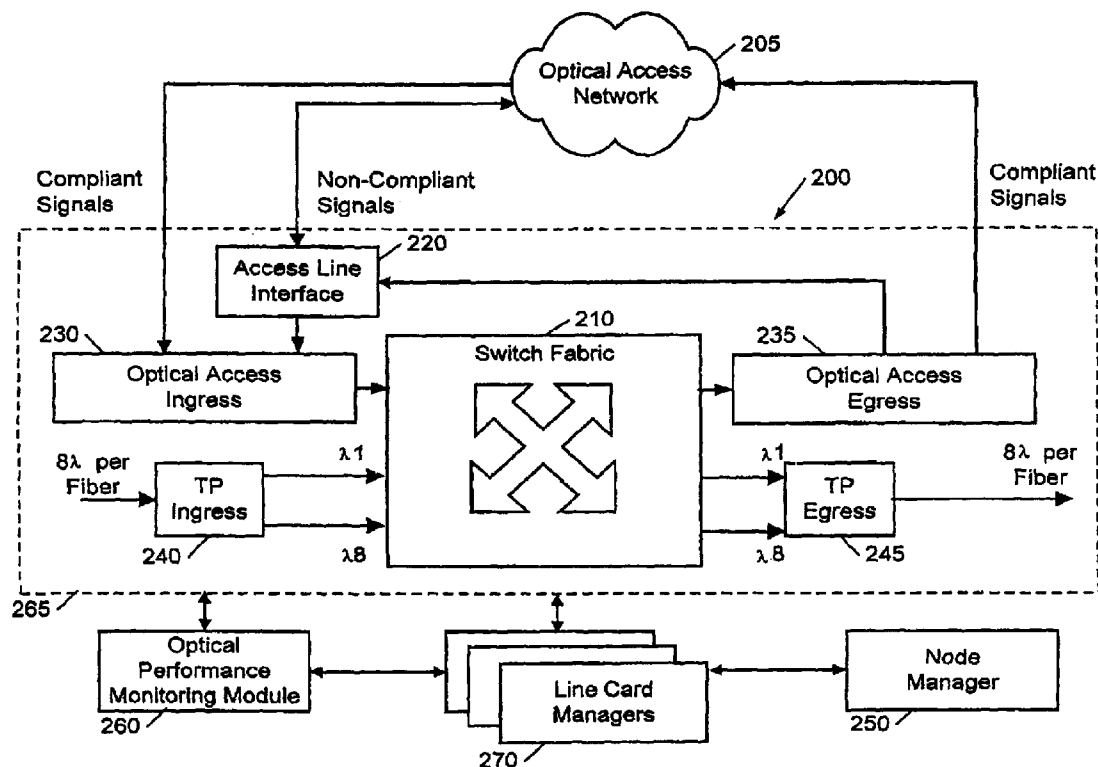 205
Optical Access
Network
Compliant
Signals
Non-Compliant
Signals
200
Compliant
Signals
220
Access Line
Interface
230
210
235
Optical Access
Ingress
Switch Fabric
Optical Access
Egress
8λ per
Fiber
TP
Ingress
240
λ1
λ8
λ1
λ8
TP
Egress
245
8λ per
Fiber
265
Optical
Performance
Monitoring Module
260
Line Card
Managers
270
Node
Manager
250